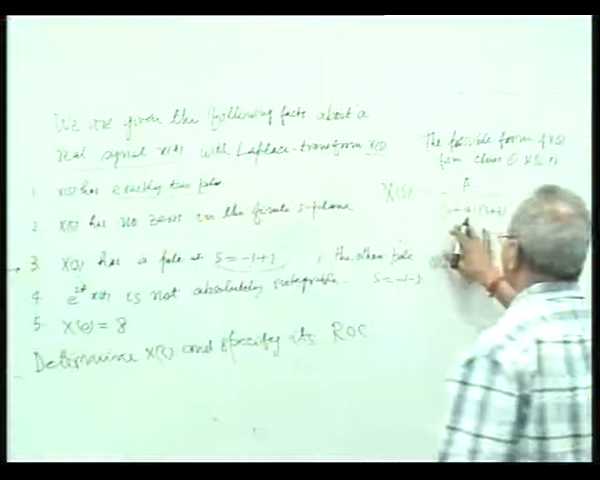 We are given the following facts about a
real signal x(t) with Laplace-transform X(s)
1. X(s) has exactly two poles
2. X(s) has no zeros in the finite s-plane
3. X(s) has a pole at s = -1+j , the other pole
s = -1-j
4. e^{2t} x(t) is not absolutely integrable.
5. X(0) = 8
Determine X(s) and specify its ROC
The possible form of X(s)
from clues
X(s) = A